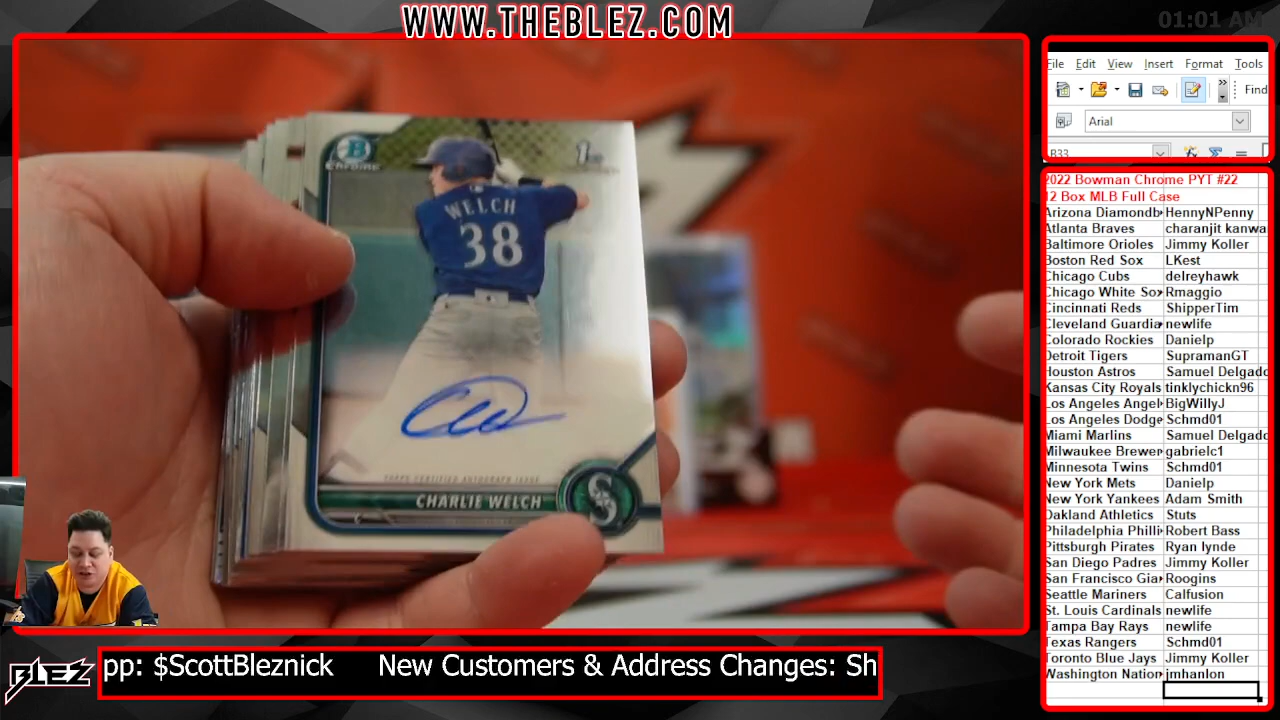 WWW.THEBLEZ.COM
01:01 AM
File Edit View Insert Format Tools
Find
Arial
B33
2022 Bowman Chrome PYT #22
12 Box MLB Full Case
Arizona Diamondb HennyNPenny
Atlanta Braves charanjit kanwa
Baltimore Orioles Jimmy Koller
Boston Red Sox LKest
Chicago Cubs delreyhawk
Chicago White Sox Rmaggio
Cincinnati Reds ShipperTim
Cleveland Guardia newlife
Colorado Rockies Danielp
Detroit Tigers SupramanGT
Houston Astros Samuel Delgado
Kansas City Royals tinklychickn96
Los Angeles Angel BigWillyJ
Los Angeles Dodge Schmd01
Miami Marlins Samuel Delgado
Milwaukee Brewer gabrielc1
Minnesota Twins Schmd01
New York Mets Danielp
New York Yankees Adam Smith
Oakland Athletics Stuts
Philadelphia Philli Robert Bass
Pittsburgh Pirates Ryan lynde
San Diego Padres Jimmy Koller
San Francisco Gia Roogins
Seattle Mariners Calfusion
St. Louis Cardinals newlife
Tampa Bay Rays newlife
Texas Rangers Schmd01
Toronto Blue Jays Jimmy Koller
Washington Nation jmhanlon
B
CHROME
1st
WELCH
38
TOPPS CERTIFIED AUTOGRAPH ISSUE
CHARLIE WELCH
S
BLEZ
pp: $ScottBleznick New Customers & Address Changes: Sh